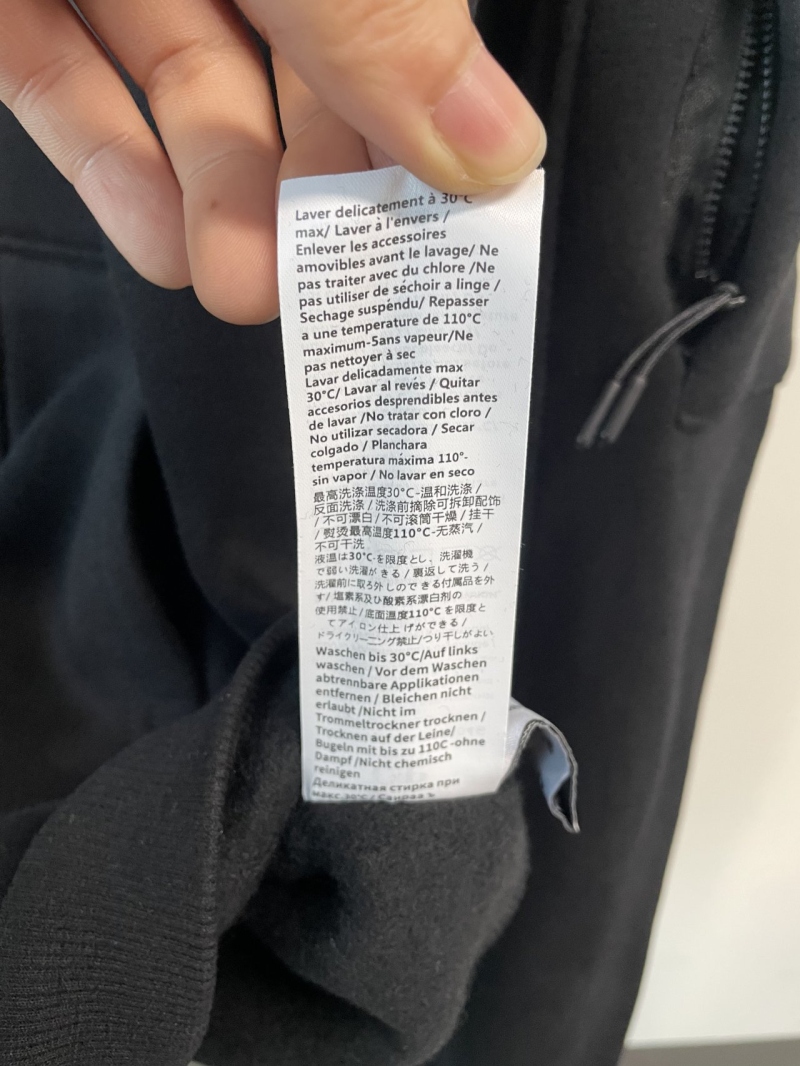 Laver delicatement à 30°C
max/ Laver à l'envers /
Enlever les accessoires
amovibles avant le lavage/ Ne
pas traiter avec du chlore /Ne
pas utiliser de séchoir a linge /
Sechage suspéndu/ Repasser
a une temperature de 110°C
maximum-5ans vapeur/Ne
pas nettoyer à sec
Lavar delicadamente max
30°C/ Lavar al revés / Quitar
accesorios desprendibles antes
de lavar /No tratar con cloro /
No utilizar secadora / Secar
colgado / Planchara
temperatura máxima 110°-
sin vapor / No lavar en seco
最高洗涤温度30°C-温和洗涤 /
反面洗涤 / 洗涤前摘除可拆卸配饰
/ 不可漂白/不可滚筒干燥 / 挂干
/ 熨烫最高温度110°C-无蒸汽 /
不可干洗
液温は30°C を限度とし、洗濯機
で弱い洗濯が きる / 裏返して洗う /
洗濯前に取ろ外しので きる付属品を外
す/ 塩素系及ひ酸素系漂白剤の
使用禁止/底面温度110°C を限度と
てアイ ロン仕上 げができる /
ドライクリーニング禁止/つり干しがよい
Waschen bis 30°C/Auf links
waschen / Vor dem Waschen
abtrennbare Applikationen
entfernen / Bleichen nicht
erlaubt /Nicht im
Trommeltrockner trocknen /
Trocknen auf der Leine/
Bugeln mit bis zu 110C -ohne
Dampf /Nicht chemisch
reinigen
Деликатная стирка при
макс.30°C/